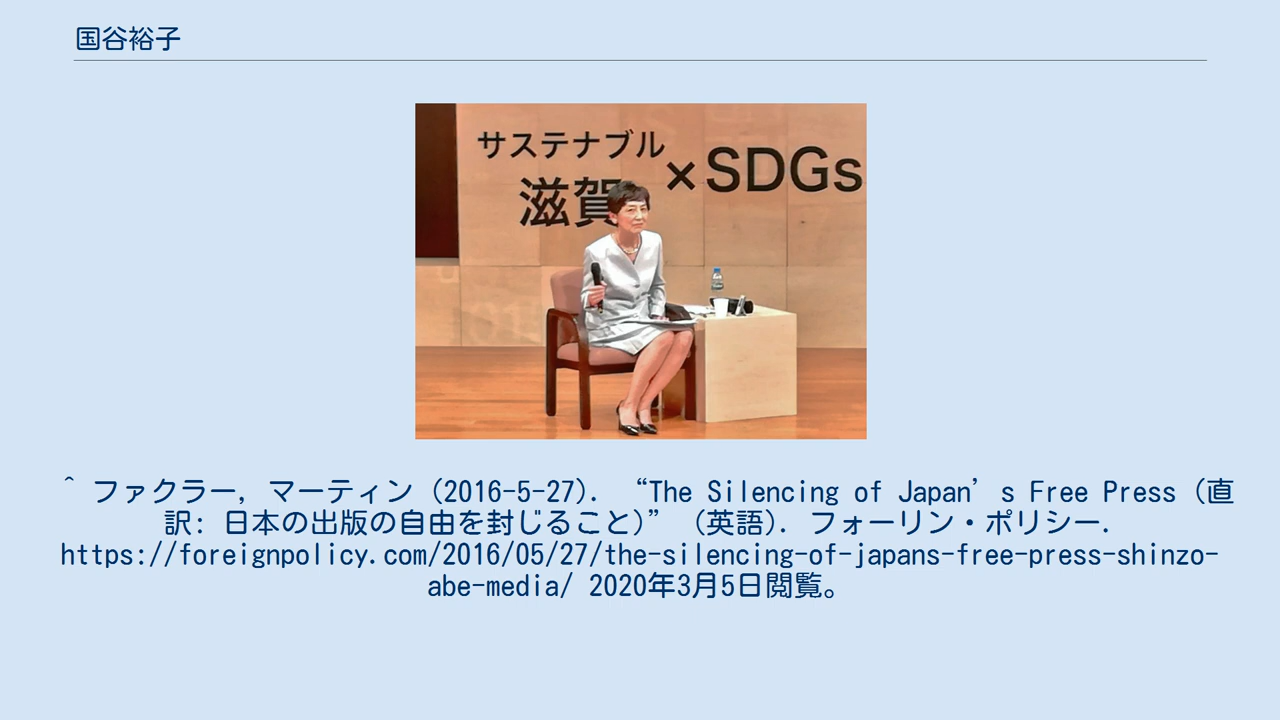 国谷裕子
サステナブル
滋賀
×SDGs
^ ファクラー, マーティン (2016-5-27). “The Silencing of Japan’s Free Press (直
訳: 日本の出版の自由を封じること)” (英語). フォーリン・ポリシー.
https://foreignpolicy.com/2016/05/27/the-silencing-of-japans-free-press-shinzo-
abe-media/ 2020年3月5日閲覧。